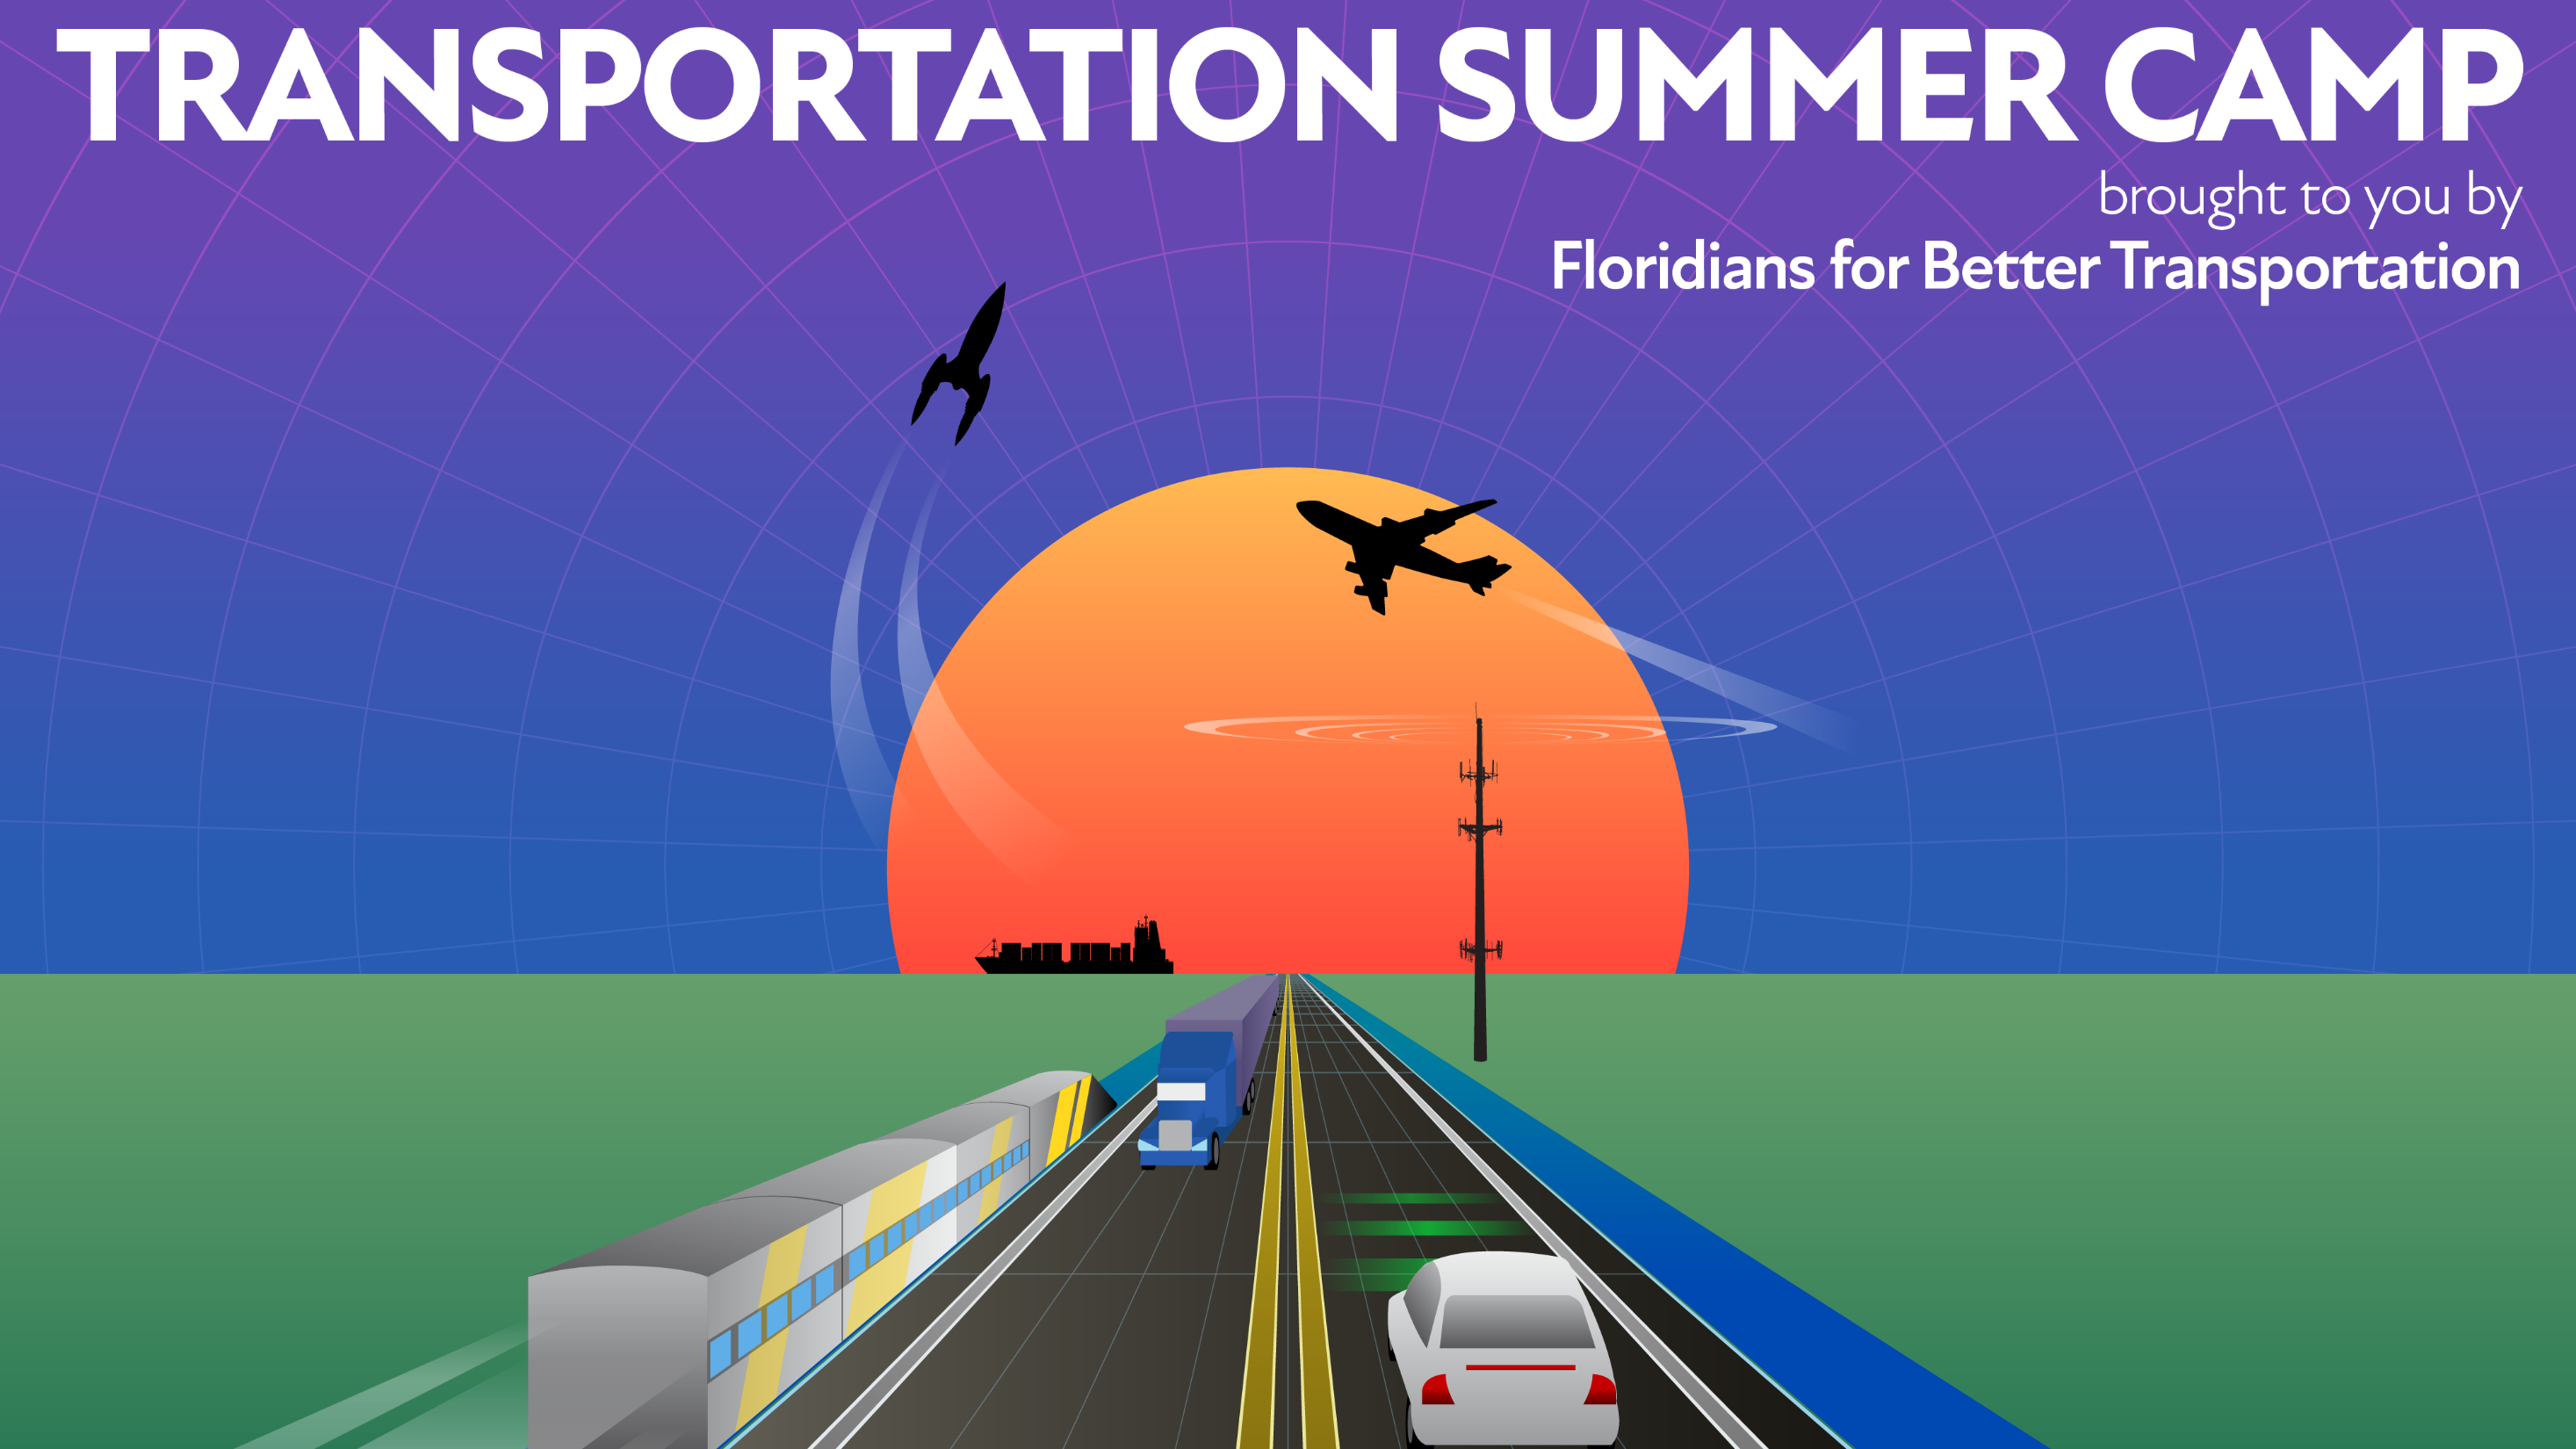 TRANSPORTATION SUMMER CAMP
brought to you by
Floridians for Better Transportation